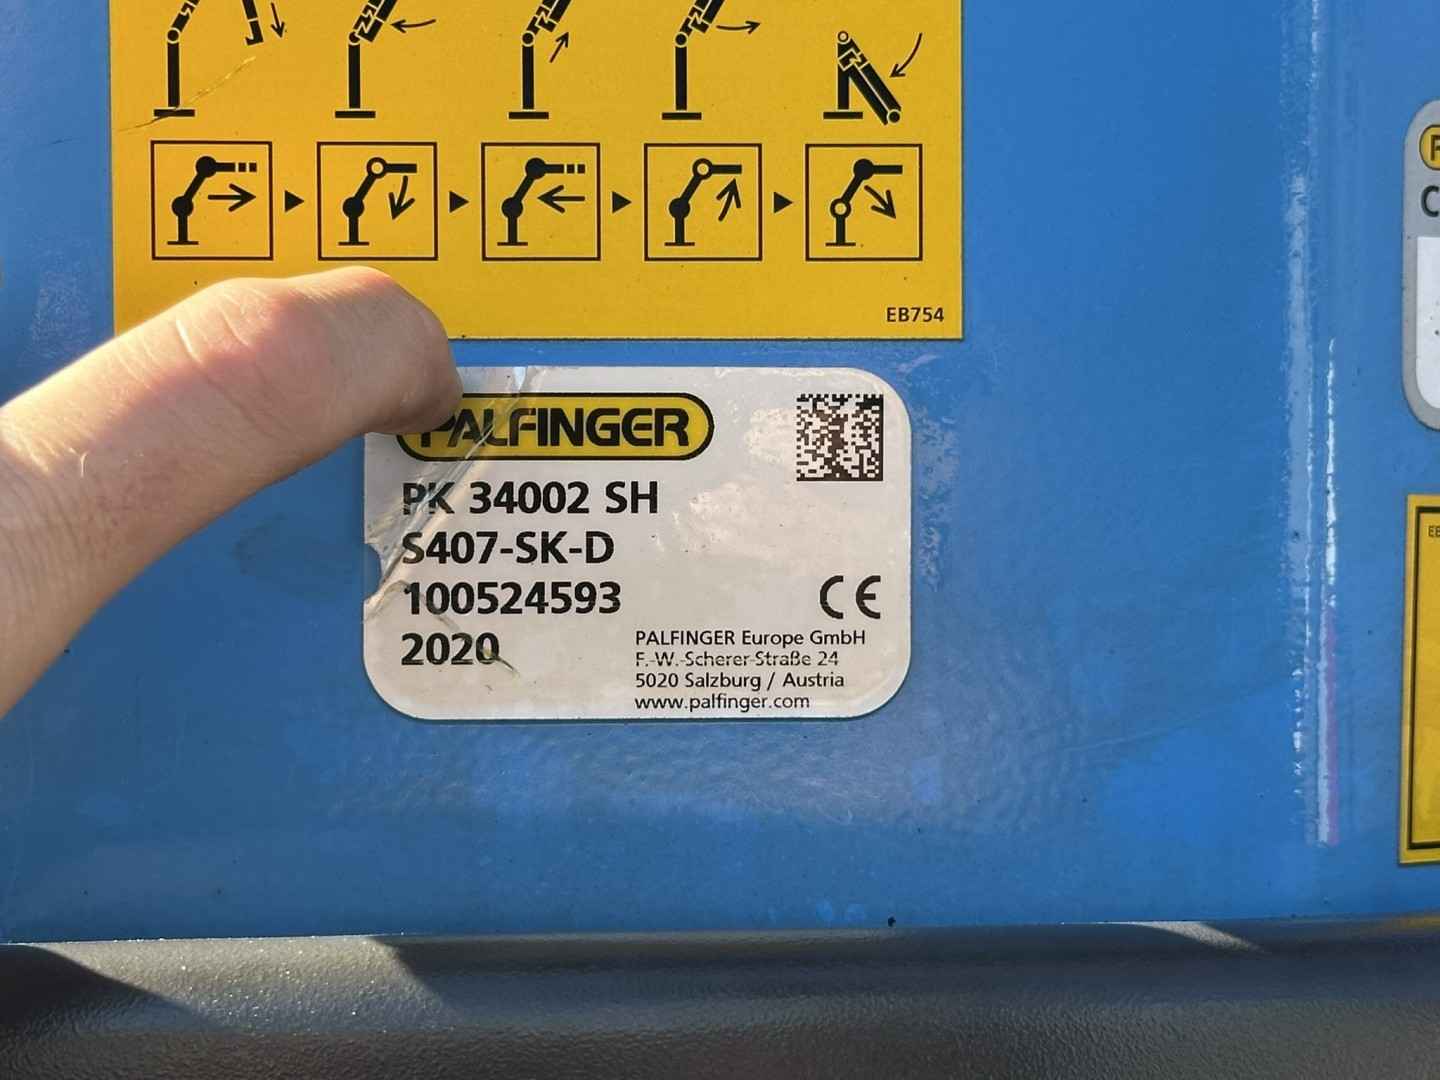 EB754
PALFINGER
PK 34002 SH
S407-SK-D
100524593
2020
CE
PALFINGER Europe GmbH
F.-W.-Scherer-Straße 24
5020 Salzburg / Austria
www.palfinger.com